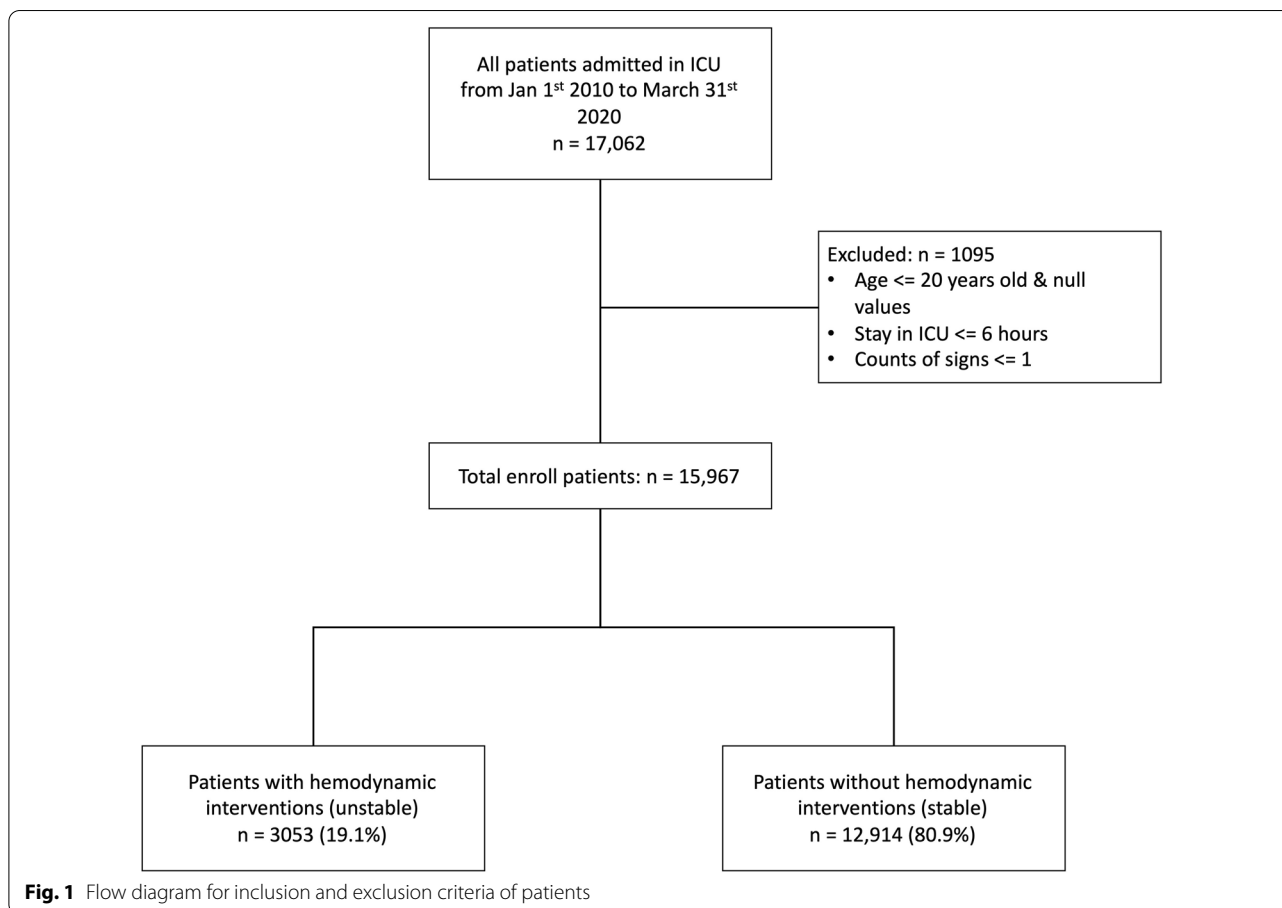 All patients admitted in ICU
from Jan 1st 2010 to March 31st
2020
n = 17,062
Excluded: n = 1095
• Age <= 20 years old & null
values
• Stay in ICU <= 6 hours
• Counts of signs <= 1
Total enroll patients: n = 15,967
Patients with hemodynamic
interventions (unstable)
n = 3053 (19.1%)
Patients without hemodynamic
interventions (stable)
n = 12,914 (80.9%)
Fig. 1 Flow diagram for inclusion and exclusion criteria of patients